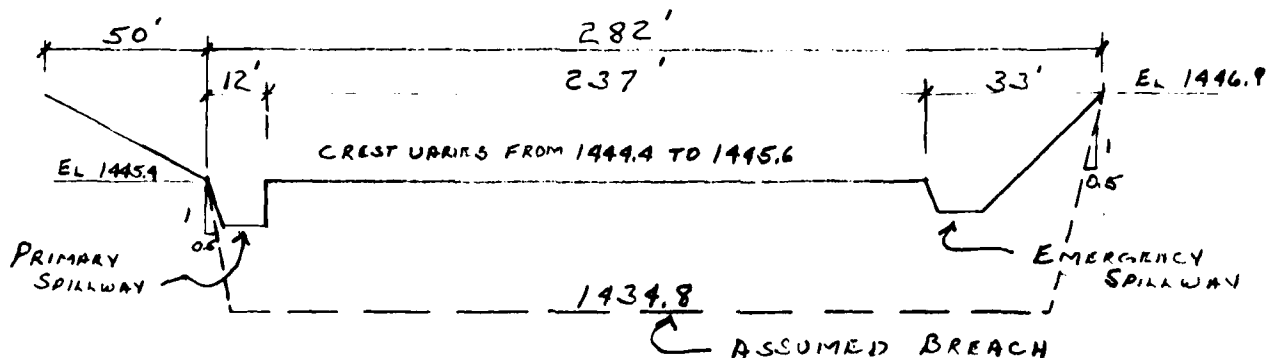 50' 282'
12' 237' 33' EL 1446.9
CREST VARIES FROM 1444.4 TO 1445.6
EL 1445.4
1
0.5
1
0.5
PRIMARY
SPILLWAY
EMERGENCY
SPILLWAY
1434.8
ASSUMED BREACH